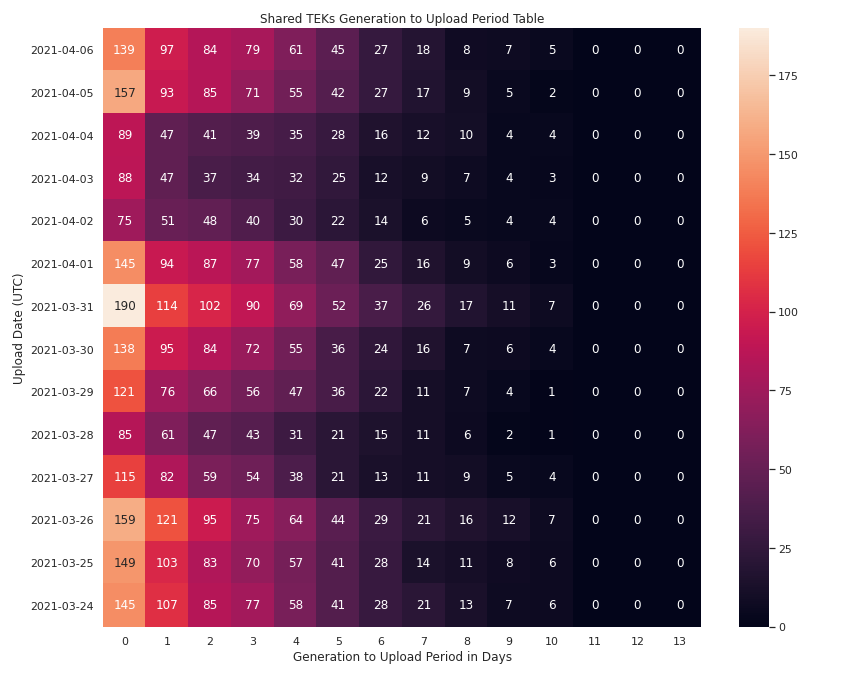 Shared TEKs Generation to Upload Period Table
Upload Date (UTC)
2021-04-06 139 97 84 79 61 45 27 18 8 7 5 0 0 0
2021-04-05 157 93 85 71 55 42 27 17 9 5 2 0 0 0
2021-04-04 89 47 41 39 35 28 16 12 10 4 4 0 0 0
2021-04-03 88 47 37 34 32 25 12 9 7 4 3 0 0 0
2021-04-02 75 51 48 40 30 22 14 6 5 4 4 0 0 0
2021-04-01 145 94 87 77 58 47 25 16 9 6 3 0 0 0
2021-03-31 190 114 102 90 69 52 37 26 17 11 7 0 0 0
2021-03-30 138 95 84 72 55 36 24 16 7 6 4 0 0 0
2021-03-29 121 76 66 56 47 36 22 11 7 4 1 0 0 0
2021-03-28 85 61 47 43 31 21 15 11 6 2 1 0 0 0
2021-03-27 115 82 59 54 38 21 13 11 9 5 4 0 0 0
2021-03-26 159 121 95 75 64 44 29 21 16 12 7 0 0 0
2021-03-25 149 103 83 70 57 41 28 14 11 8 6 0 0 0
2021-03-24 145 107 85 77 58 41 28 21 13 7 6 0 0 0
0 1 2 3 4 5 6 7 8 9 10 11 12 13
Generation to Upload Period in Days
175
150
125
100
75
50
25
0